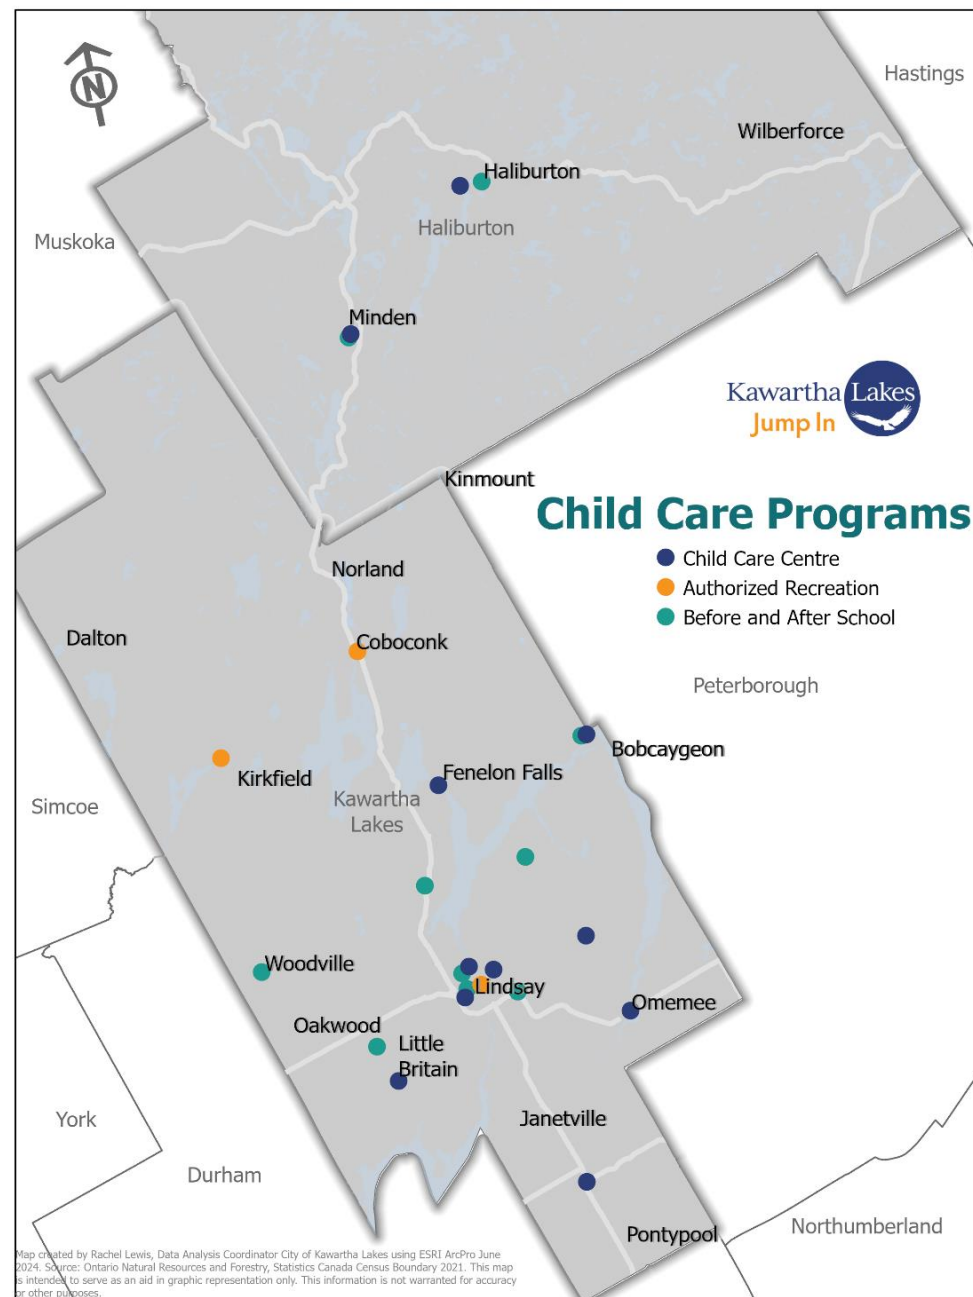 N
Hastings
Wilberforce
Haliburton
Haliburton
Muskoka
Minden
Kawartha Lakes
Jump In
Kinmount
Child Care Programs
Child Care Centre
Authorized Recreation
Before and After School
Norland
Dalton
Coboconk
Peterborough
Bobcaygeon
Fenelon Falls
Kirkfield
Kawartha
Lakes
Simcoe
Woodville
Lindsay
Omemee
Oakwood
Little
Britain
Janetville
York
Durham
Pontypool
Northumberland
Map created by Rachel Lewis, Data Analysis Coordinator City of Kawartha Lakes using ESRI ArcPro June
2024. Source: Ontario Natural Resources and Forestry, Statistics Canada Census Boundary 2021. This map
is intended to serve as an aid in graphic representation only. This information is not warranted for accuracy
or other purposes.